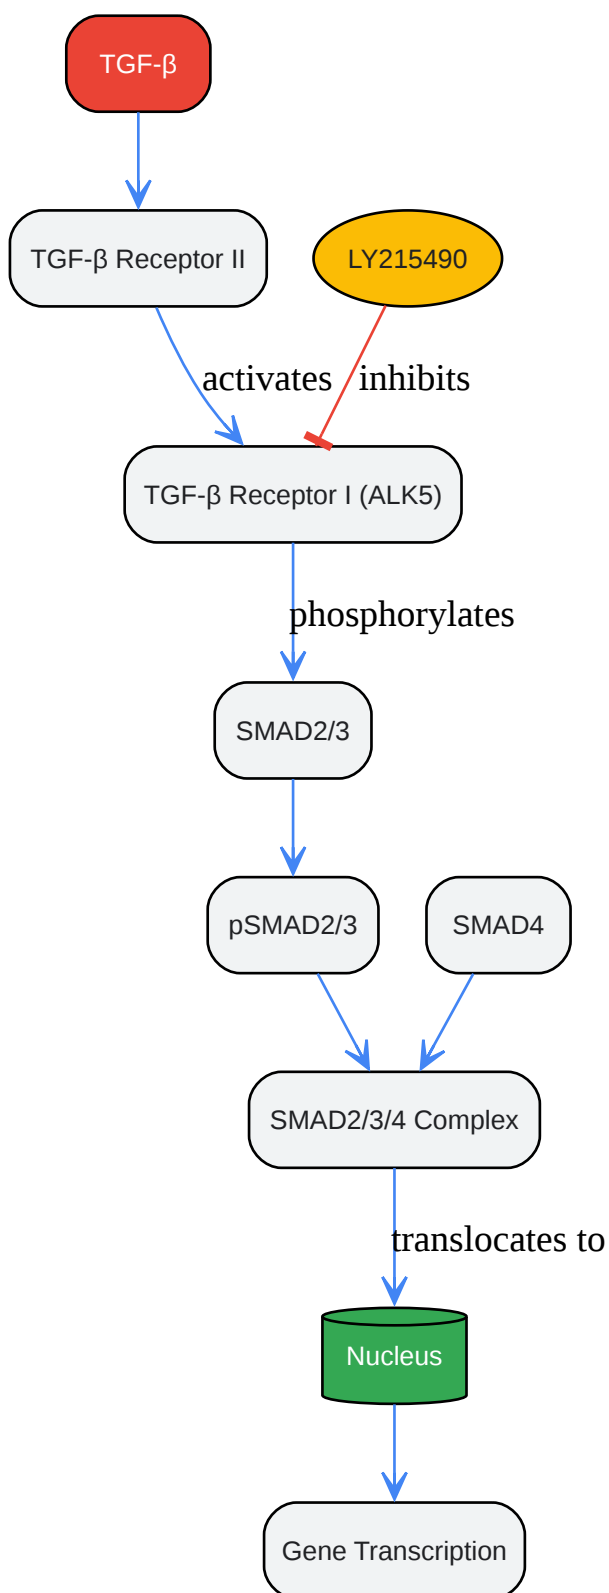 TGF-β
TGF-β Receptor II
LY215490
activates
inhibits
TGF-β Receptor I (ALK5)
phosphorylates
SMAD2/3
pSMAD2/3
SMAD4
SMAD2/3/4 Complex
translocates to
Nucleus
Gene Transcription